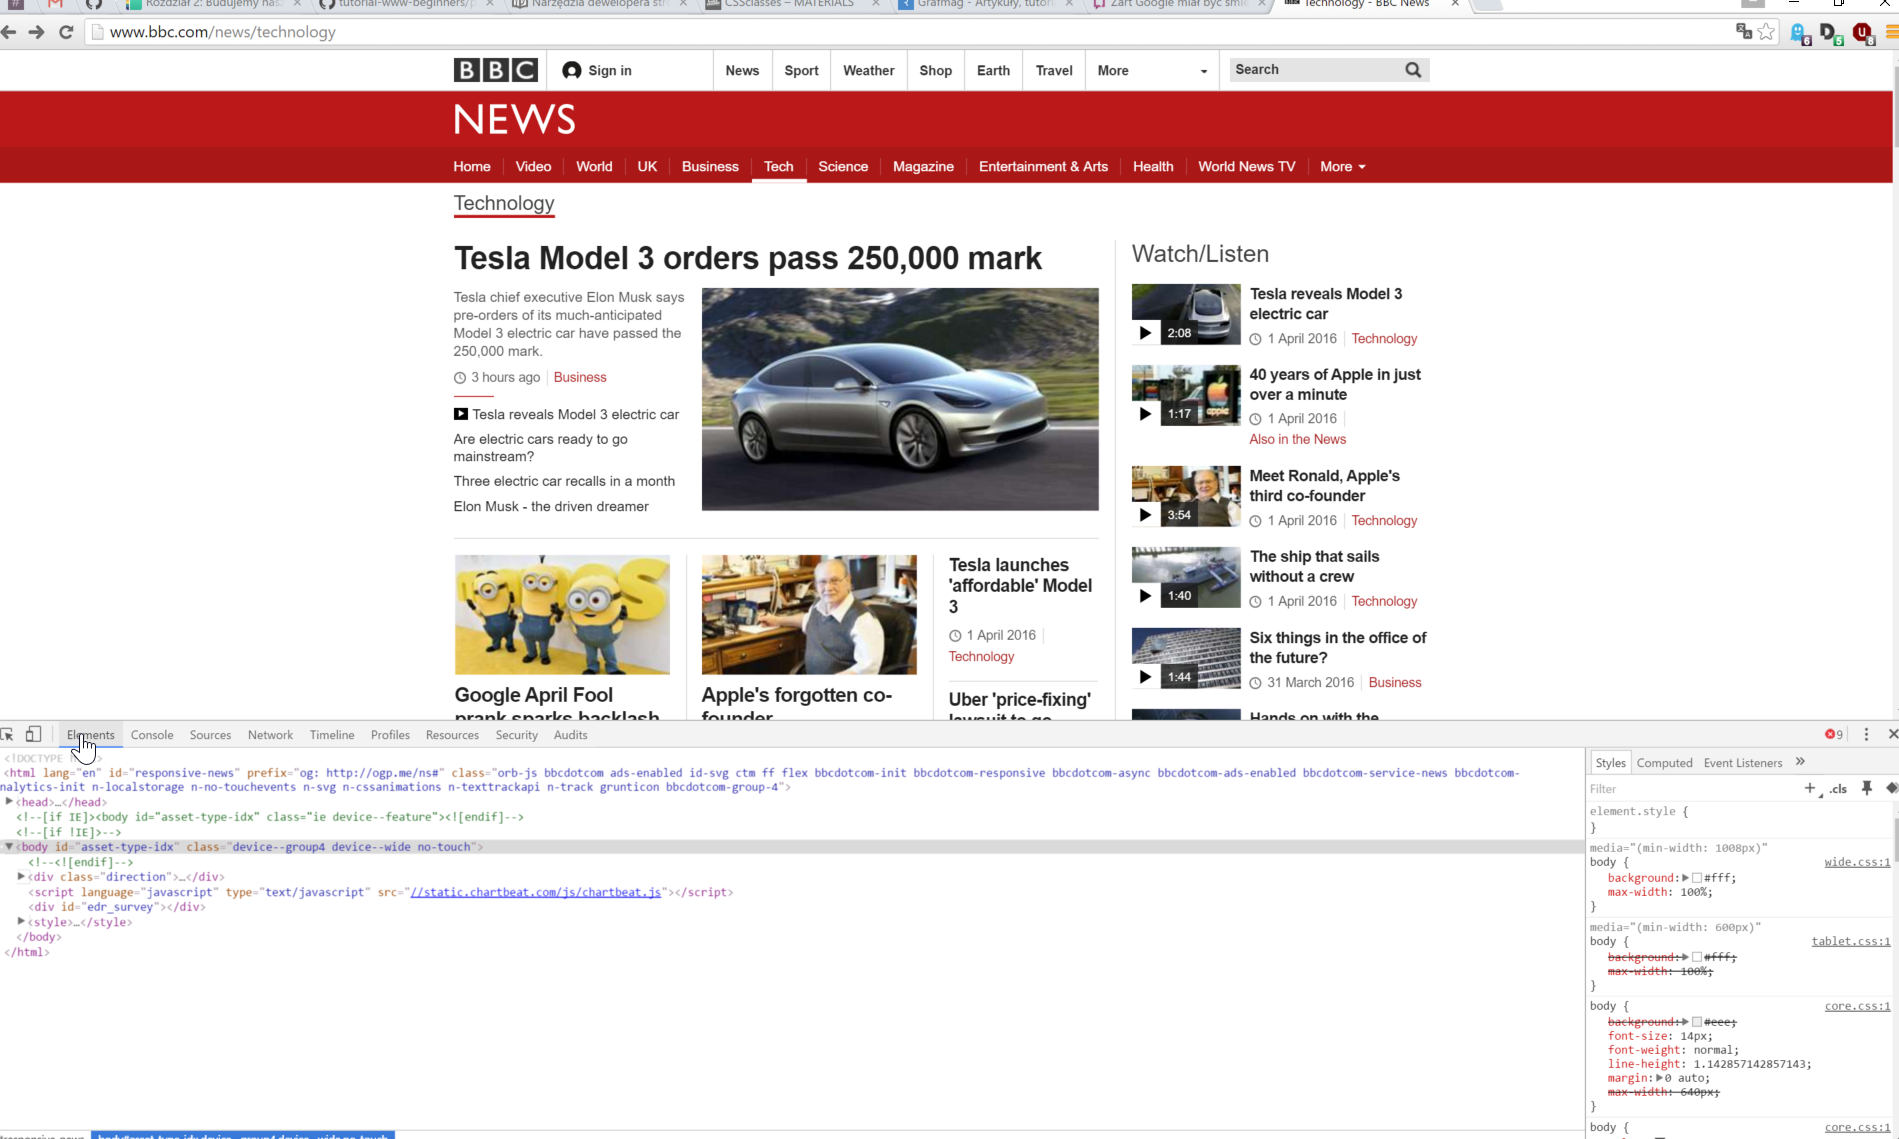 Rozdział 2: Budujemy nasz
tutorial-www-beginners/p
Narzędzia dewelopera str
CSSclasses – MATERIALS
Grafmag - Artykuły, tutori
Żart Google miał być śmie
Technology - BBC News
www.bbc.com/news/technology
6
5
BBC
Sign in
News
Sport
Weather
Shop
Earth
Travel
More
Search
NEWS
Home
Video
World
UK
Business
Tech
Science
Magazine
Entertainment & Arts
Health
World News TV
More
Technology
Tesla Model 3 orders pass 250,000 mark
Tesla chief executive Elon Musk says
pre-orders of its much-anticipated
Model 3 electric car have passed the
250,000 mark.
3 hours ago
Business
Tesla reveals Model 3 electric car
Are electric cars ready to go
mainstream?
Three electric car recalls in a month
Elon Musk - the driven dreamer
Google April Fool
prank sparks backlash
Apple's forgotten co-
founder
Tesla launches
'affordable' Model
3
1 April 2016
Technology
Uber 'price-fixing'
lawsuit to go
Watch/Listen
2:08
Tesla reveals Model 3
electric car
1 April 2016
Technology
1:17
40 years of Apple in just
over a minute
1 April 2016
Also in the News
3:54
Meet Ronald, Apple's
third co-founder
1 April 2016
Technology
1:40
The ship that sails
without a crew
1 April 2016
Technology
1:44
Six things in the office of
the future?
31 March 2016
Business
Hands on with the
Elements
Console
Sources
Network
Timeline
Profiles
Resources
Security
Audits
9
<!DOCTYPE
<html lang="en" id="responsive-news" prefix="og: http://ogp.me/ns#" class="orb-js bbcdotcom ads-enabled id-svg ctm ff flex bbcdotcom-init bbcdotcom-responsive bbcdotcom-async bbcdotcom-ads-enabled bbcdotcom-service-news bbcdotcom-
nalytics-init n-localstorage n-no-touchevents n-svg n-cssanimations n-texttrackapi n-track grunticon bbcdotcom-group-4">
<head>…</head>
<!--[if IE]><body id="asset-type-idx" class="ie device--feature"><![endif]-->
<!--[if !IE]>-->
<body id="asset-type-idx" class="device--group4 device--wide no-touch">
<!--<![endif]-->
<div class="direction">…</div>
<script language="javascript" type="text/javascript" src="//static.chartbeat.com/js/chartbeat.js"></script>
<div id="edr_survey"></div>
<style>…</style>
</body>
</html>
responsive-news
body#asset-type-idx.device--group4.device--wide.no-touch
Styles
Computed
Event Listeners
»
Filter
+
.cls
element.style {
}
media="(min-width: 1008px)"
body {
wide.css:1
background: #fff;
max-width: 100%;
}
media="(min-width: 600px)"
body {
tablet.css:1
background: #fff;
max-width: 100%;
}
body {
core.css:1
background: #eee;
font-size: 14px;
font-weight: normal;
line-height: 1.142857142857143;
margin: 0 auto;
max-width: 640px;
}
body {
core.css:1